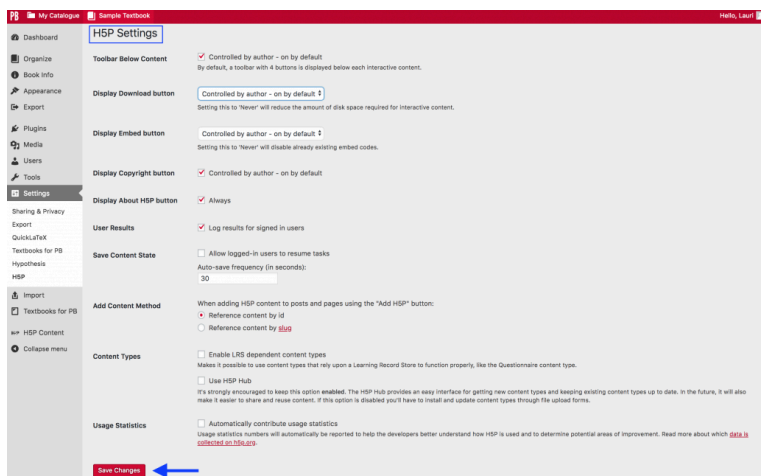 PB My Catalogue Sample Textbook Hello, Lauri
Dashboard
Organize
Book Info
Appearance
Export
Plugins
Media
Users
Tools
Settings
Sharing & Privacy
Export
QuickLaTeX
Textbooks for PB
Hypothesis
H5P
Import
Textbooks for PB
H5P Content
Collapse menu
H5P Settings
Toolbar Below Content
Controlled by author - on by default
By default, a toolbar with 4 buttons is displayed below each interactive content.
Display Download button
Controlled by author - on by default
Setting this to 'Never' will reduce the amount of disk space required for interactive content.
Display Embed button
Controlled by author - on by default
Setting this to 'Never' will disable already existing embed codes.
Display Copyright button
Controlled by author - on by default
Display About H5P button
Always
User Results
Log results for signed in users
Save Content State
Allow logged-in users to resume tasks
Auto-save frequency (in seconds):
30
Add Content Method
When adding H5P content to posts and pages using the "Add H5P" button:
Reference content by id
Reference content by slug
Content Types
Enable LRS dependent content types
Makes it possible to use content types that rely upon a Learning Record Store to function properly, like the Questionnaire content type.
Use H5P Hub
It's strongly encouraged to keep this option enabled. The H5P Hub provides an easy interface for getting new content types and keeping existing content types up to date. In the future, it will also
make it easier to share and reuse content. If this option is disabled you'll have to install and update content types through file upload forms.
Usage Statistics
Automatically contribute usage statistics
Usage statistics numbers will automatically be reported to help the developers better understand how H5P is used and to determine potential areas of improvement. Read more about which data is
collected on h5p.org.
Save Changes